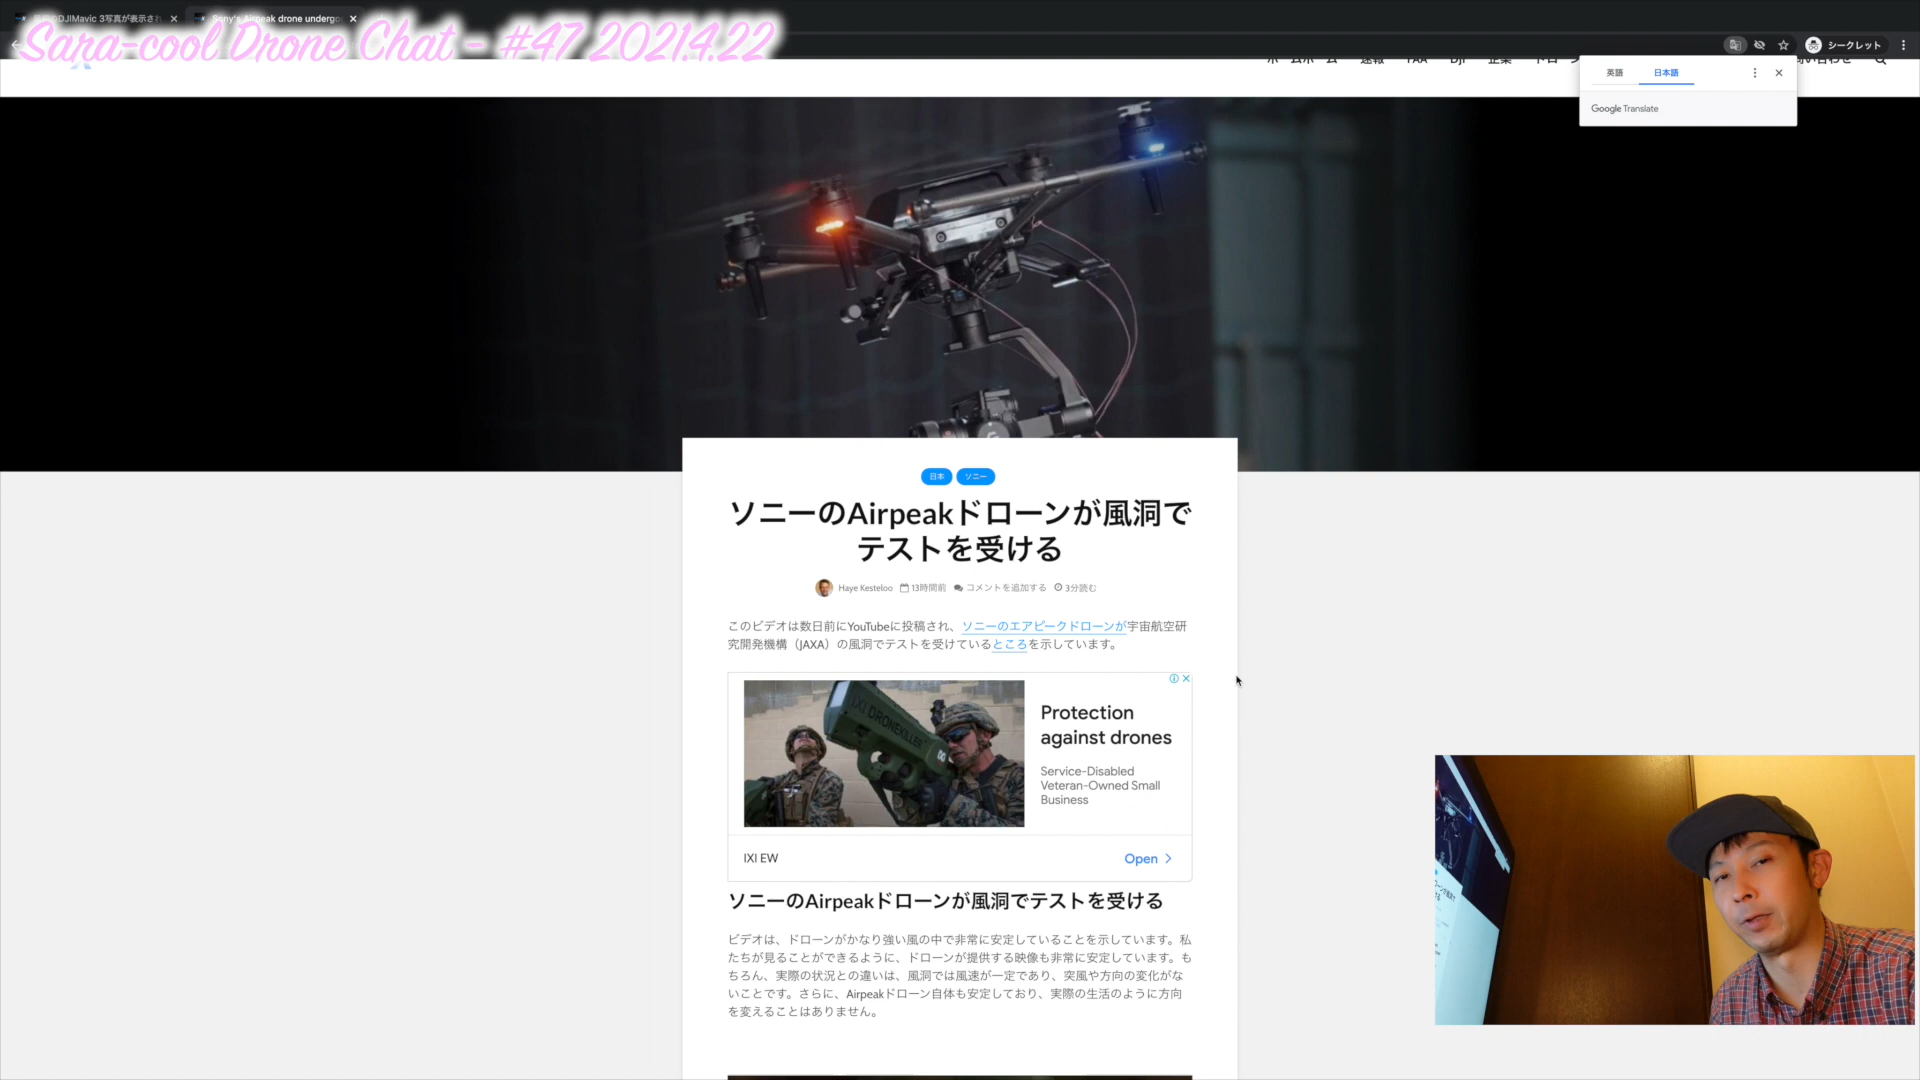 DJIMavic 3写真が表示され
Sony's Airpeak drone undergo
Sara-cool Drone Chat - #47 2021.4.22
シークレット
速報 FAA DJI 企業
英語 日本語
Google Translate
日本 ソニー
ソニーのAirpeakドローンが風洞で
テストを受ける
Haye Kesteloo 13時間前 コメントを追加する 3分読む
このビデオは数日前にYouTubeに投稿され、ソニーのエアピークドローンが宇宙航空研
究開発機構（JAXA）の風洞でテストを受けているところを示しています。
IXI DRONEKILLER
Protection
against drones
Service-Disabled
Veteran-Owned Small
Business
IXI EW
Open
ソニーのAirpeakドローンが風洞でテストを受ける
ビデオは、ドローンがかなり強い風の中で非常に安定していることを示しています。私
たちが見ることができるように、ドローンが提供する映像も非常に安定しています。も
ちろん、実際の状況との違いは、風洞では風速が一定であり、突風や方向の変化がな
いことです。さらに、Airpeakドローン自体も安定しており、実際の生活のように方向
を変えることはありません。